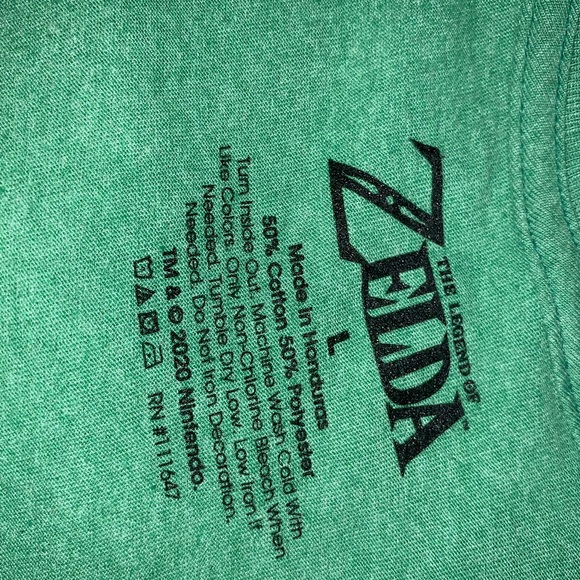 THE LEGEND OF
ZELDA™
L
Made In Honduras
50% Cotton 50% Polyester
Turn Inside Out. Machine Wash Cold With
Like Colors. Only Non-Chlorine Bleach When
Needed. Tumble Dry Low. Low Iron If
Needed. Do Not Iron Decoration.
TM & © 2020 Nintendo.
RN #111647